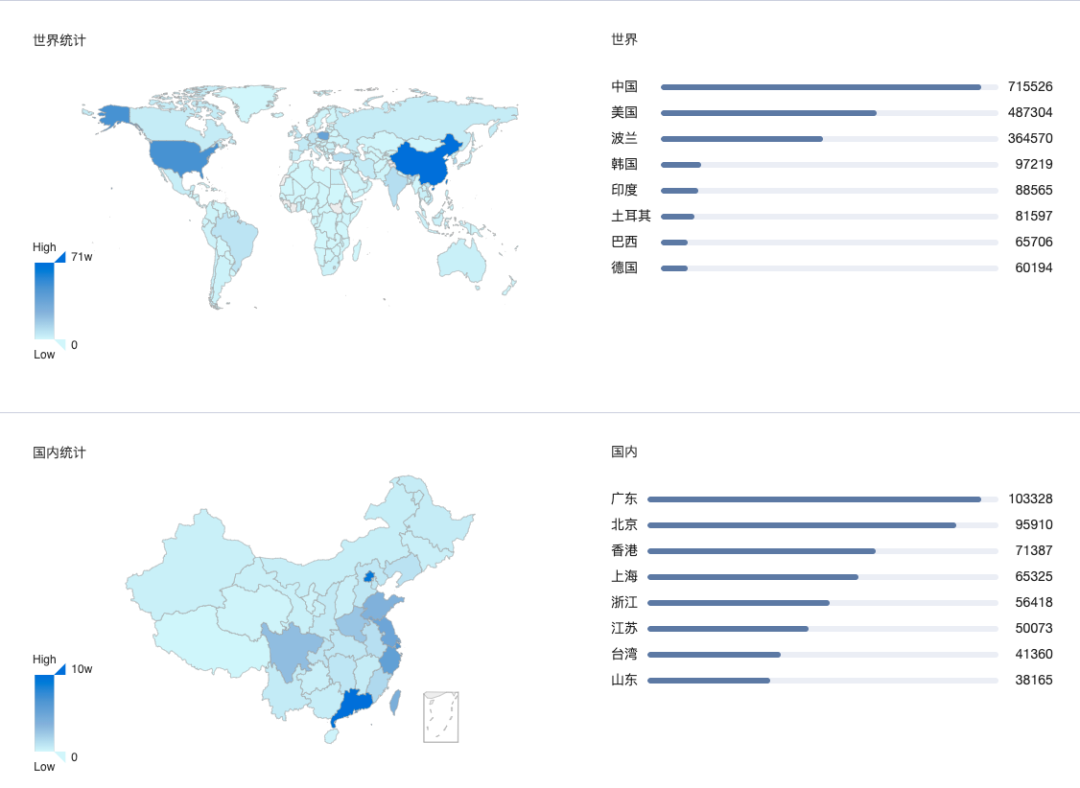 世界统计
High
71w
0
Low
世界
中国 715526
美国 487304
波兰 364570
韩国 97219
印度 88565
土耳其 81597
巴西 65706
德国 60194
国内统计
High
10w
0
Low
国内
广东 103328
北京 95910
香港 71387
上海 65325
浙江 56418
江苏 50073
台湾 41360
山东 38165